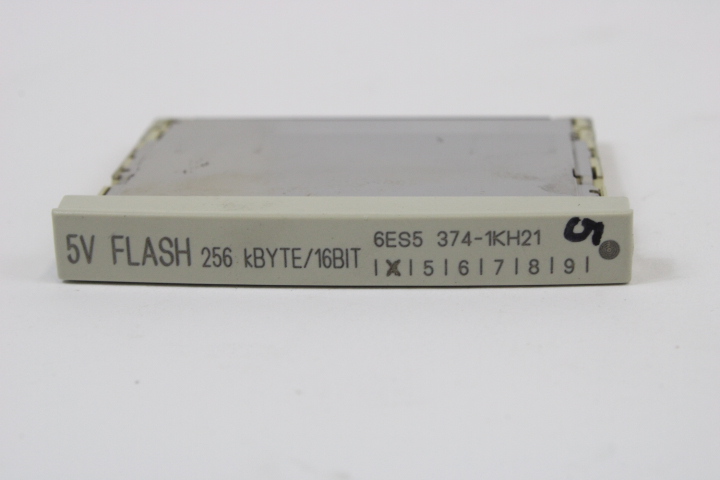 5V FLASH 256 kBYTE/16BIT
6ES5 374-1KH21
|X|5|6|7|8|9|
5